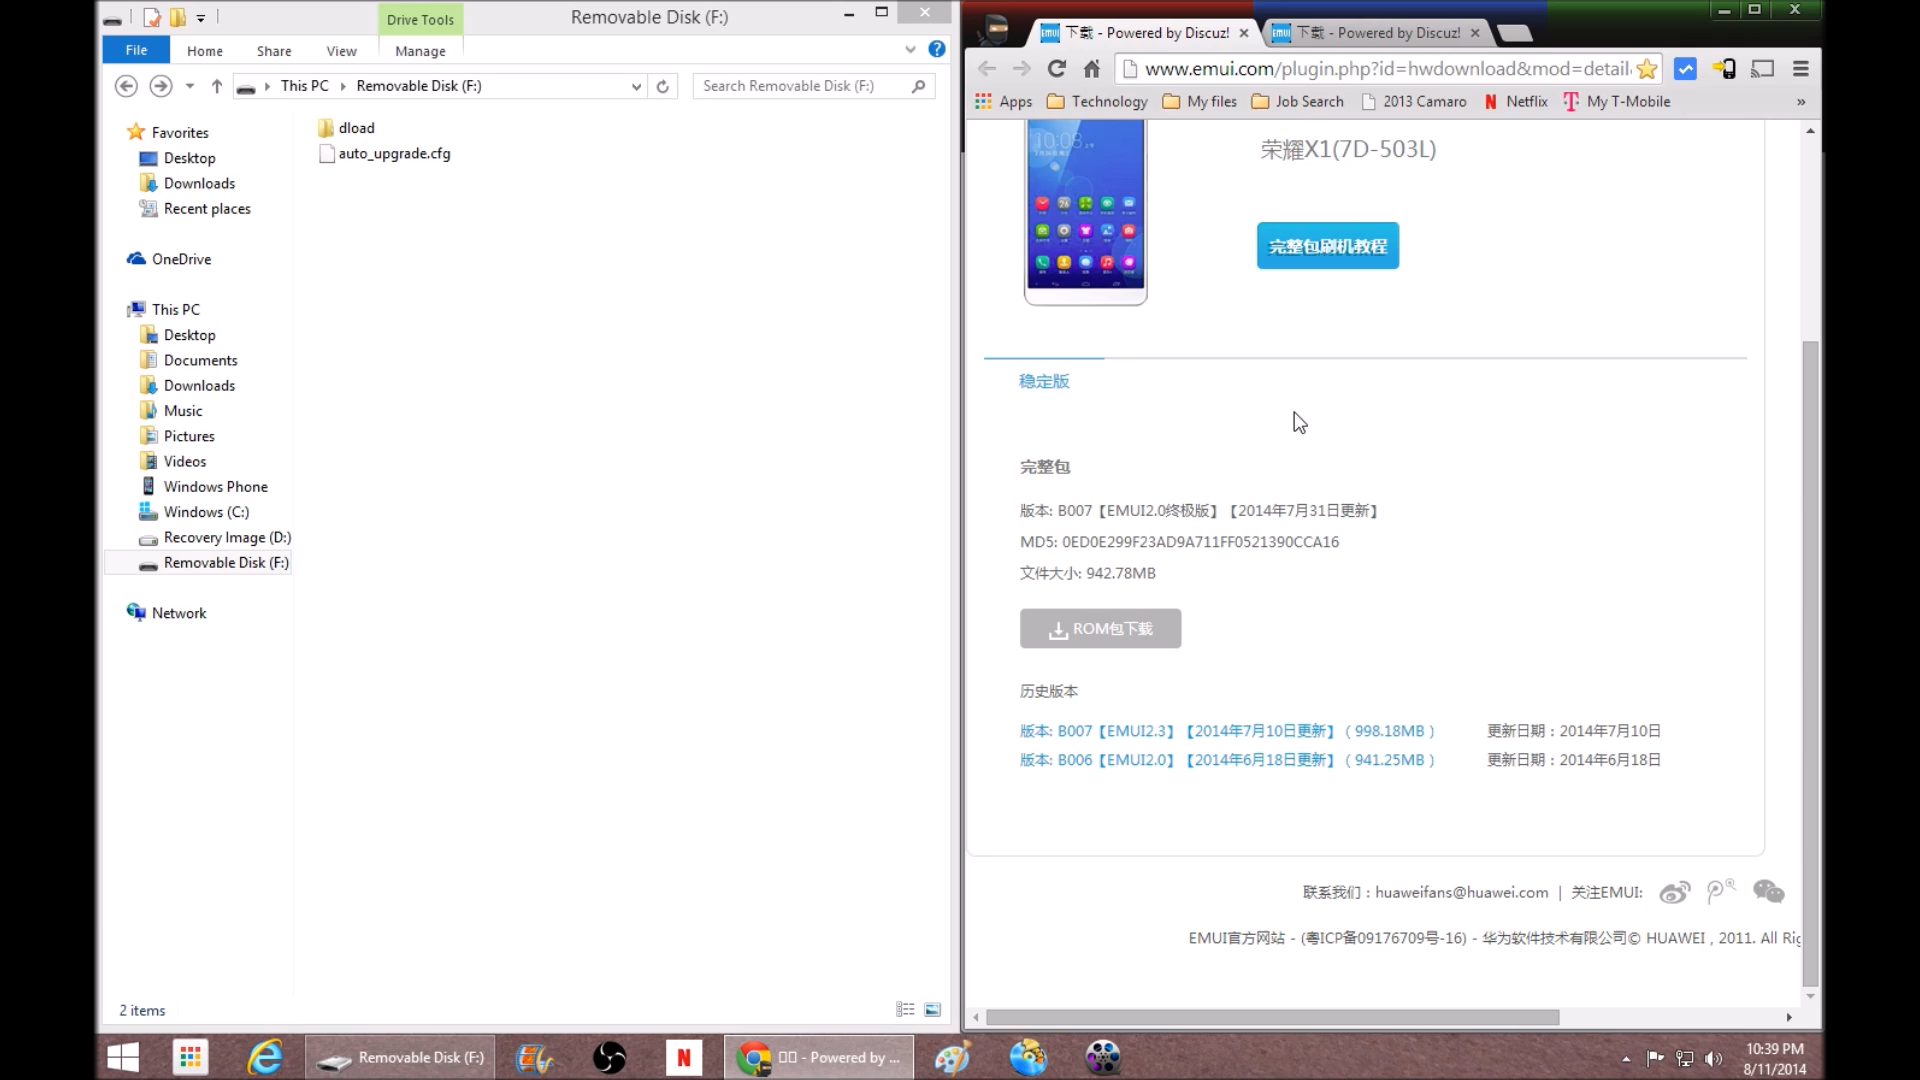 Drive Tools
Removable Disk (F:)
File
Home
Share
View
Manage
This PC
Removable Disk (F:)
Search Removable Disk (F:)
Favorites
Desktop
Downloads
Recent places
OneDrive
This PC
Desktop
Documents
Downloads
Music
Pictures
Videos
Windows Phone
Windows (C:)
Recovery Image (D:)
Removable Disk (F:)
Network
dload
auto_upgrade.cfg
2 items
下载 - Powered by Discuz!
下载 - Powered by Discuz!
www.emui.com/plugin.php?id=hwdownload&mod=detail
Apps
Technology
My files
Job Search
2013 Camaro
Netflix
My T-Mobile
»
10:08
荣耀X1(7D-503L)
完整包刷机教程
稳定版
完整包
版本: B007【EMUI2.0终极版】【2014年7月31日更新】
MD5: 0ED0E299F23AD9A711FF0521390CCA16
文件大小: 942.78MB
ROM包下载
历史版本
版本: B007【EMUI2.3】【2014年7月10日更新】（998.18MB）
更新日期：2014年7月10日
版本: B006【EMUI2.0】【2014年6月18日更新】（941.25MB）
更新日期：2014年6月18日
联系我们：huaweifans@huawei.com | 关注EMUI:
EMUI官方网站 - (粤ICP备09176709号-16) - 华为软件技术有限公司© HUAWEI , 2011. All Rig
Removable Disk (F:)
N
- Powered by ...
10:39 PM
8/11/2014